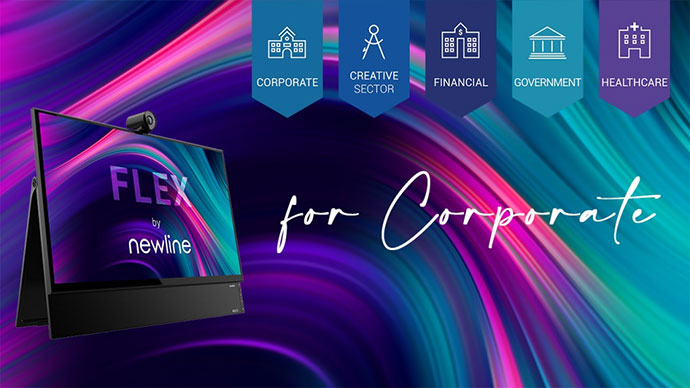 CORPORATE
CREATIVE
SECTOR
FINANCIAL
GOVERNMENT
HEALTHCARE
FLEX
by
newline
for Corporate